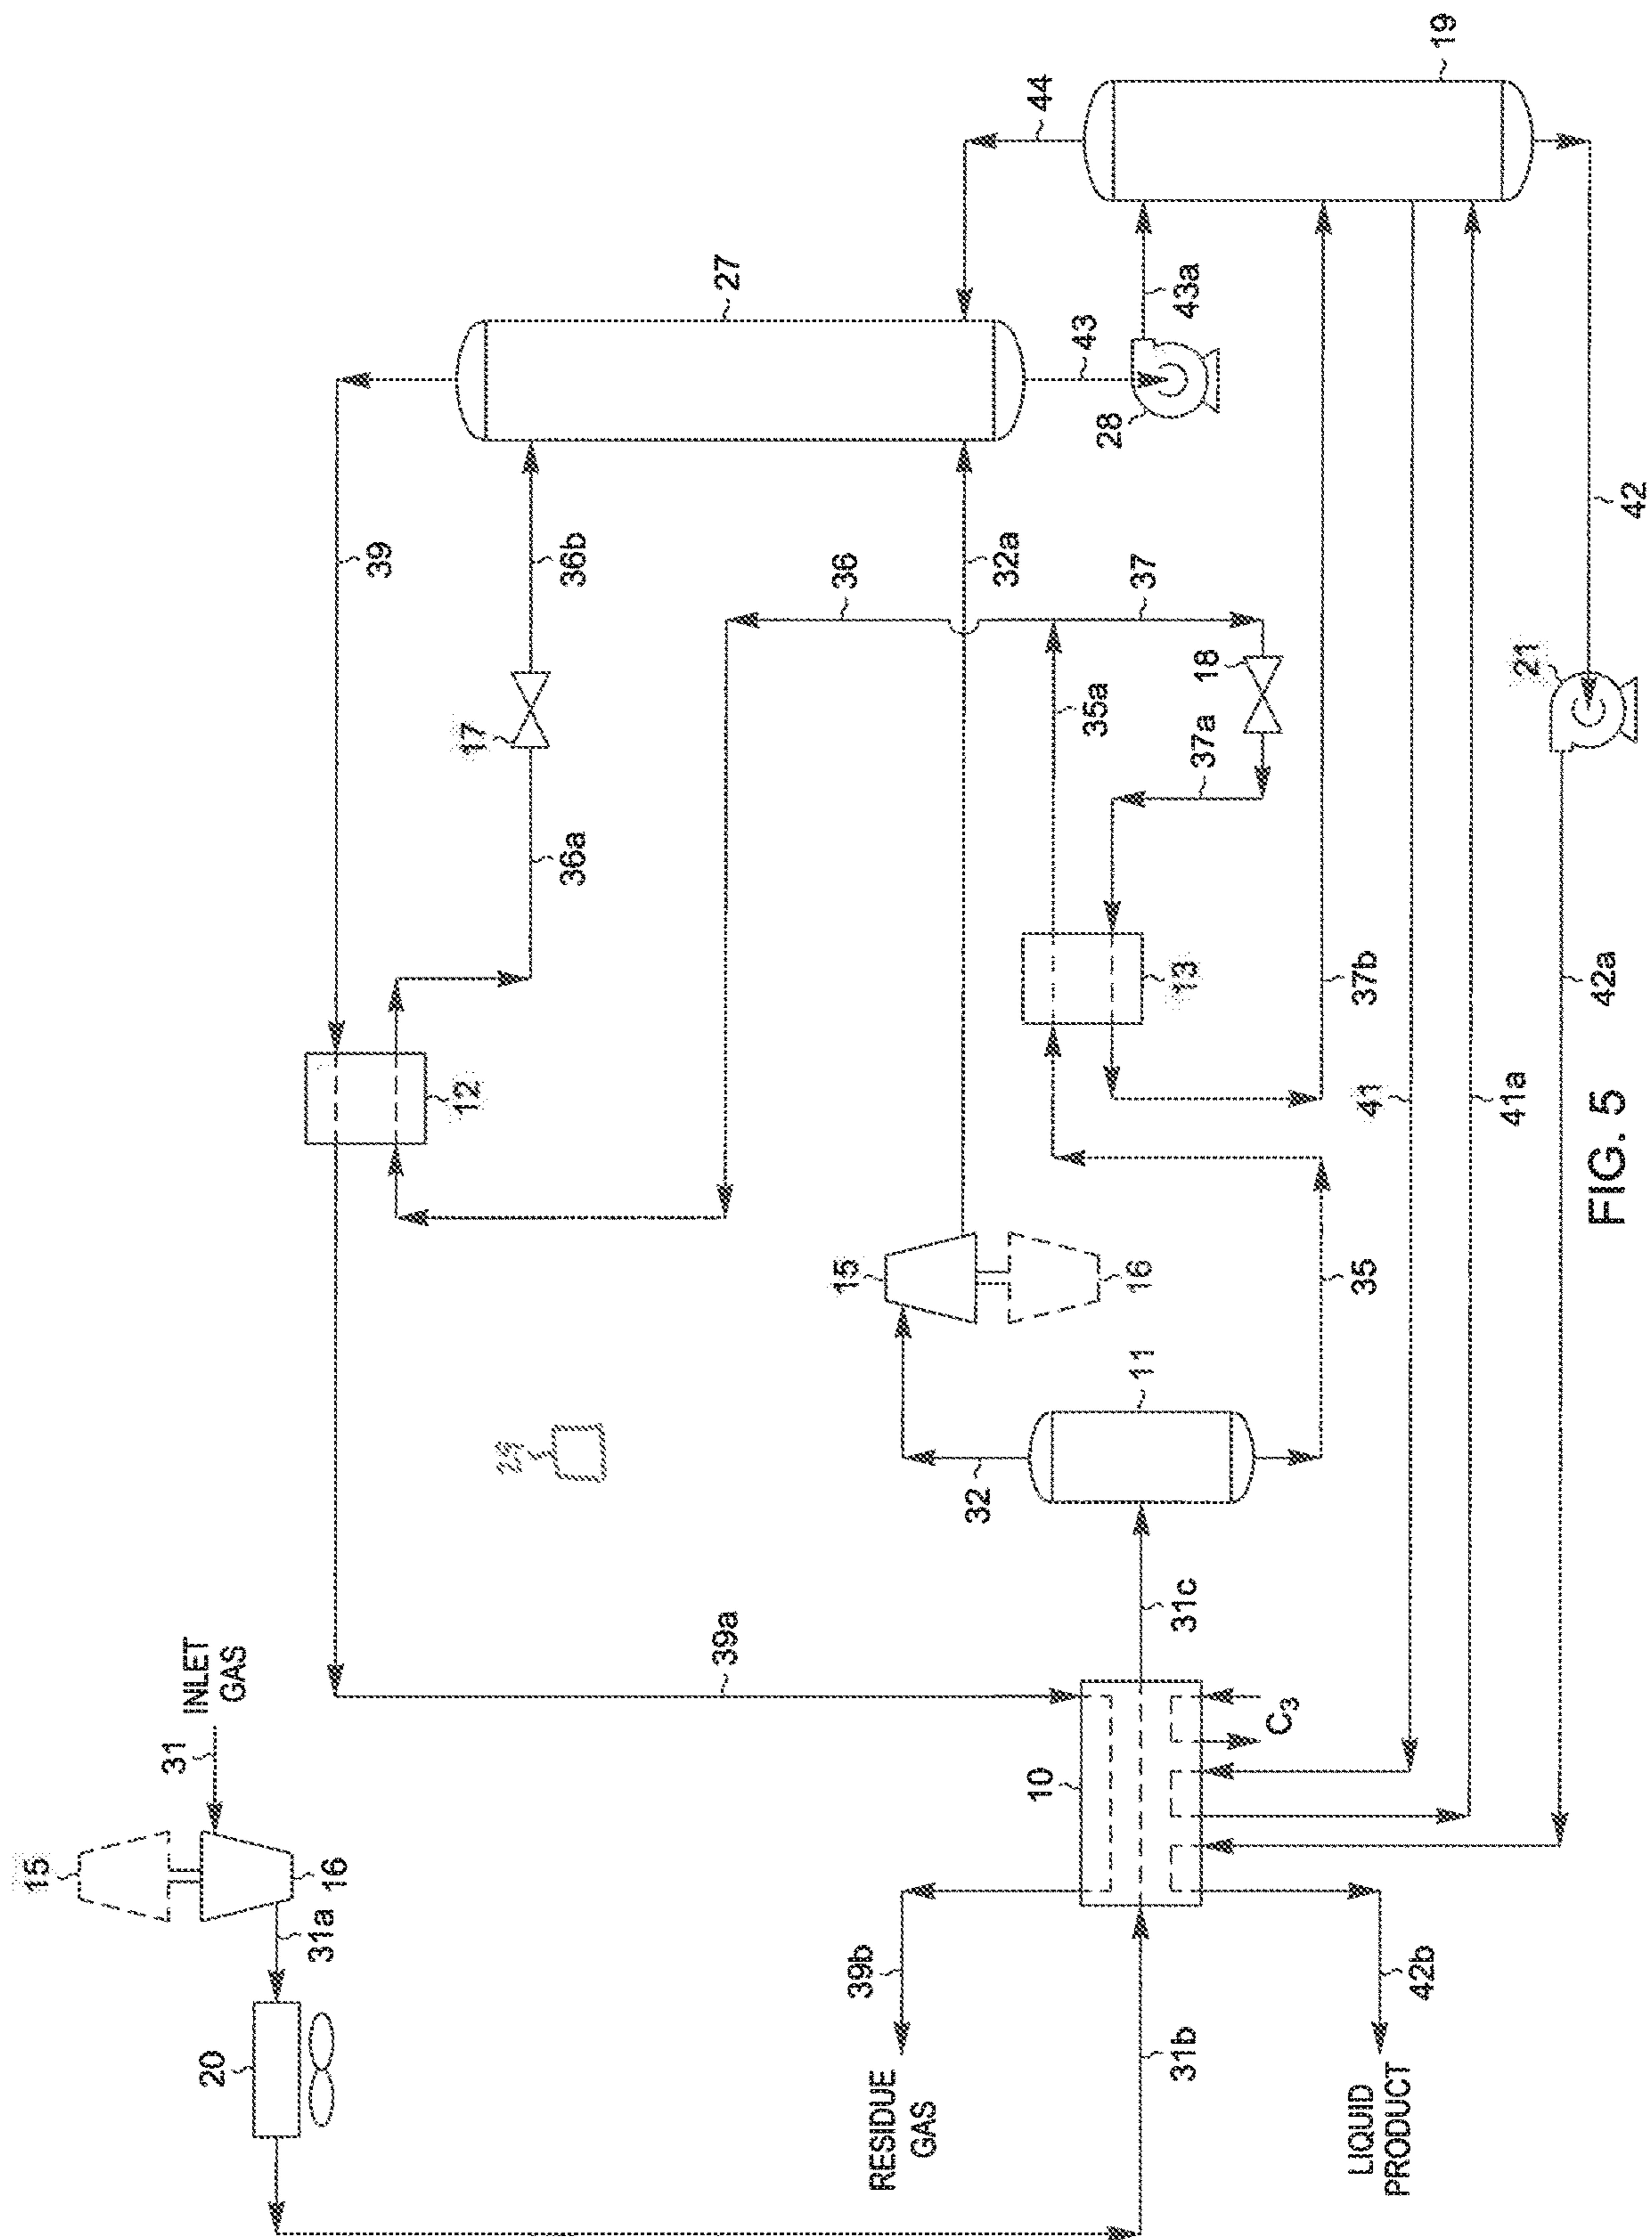 INLET
GAS
31
15
16
31a
20
39
12
36a
17
36b
27
44
19
36
32a
37
35a
18
37a
13
37b
28
43
43a
42
21
42a
41
41a
15
16
35
11
32
31c
39a
10
C3
39b
RESIDUE
GAS
31b
42b
LIQUID
PRODUCT
FIG. 5